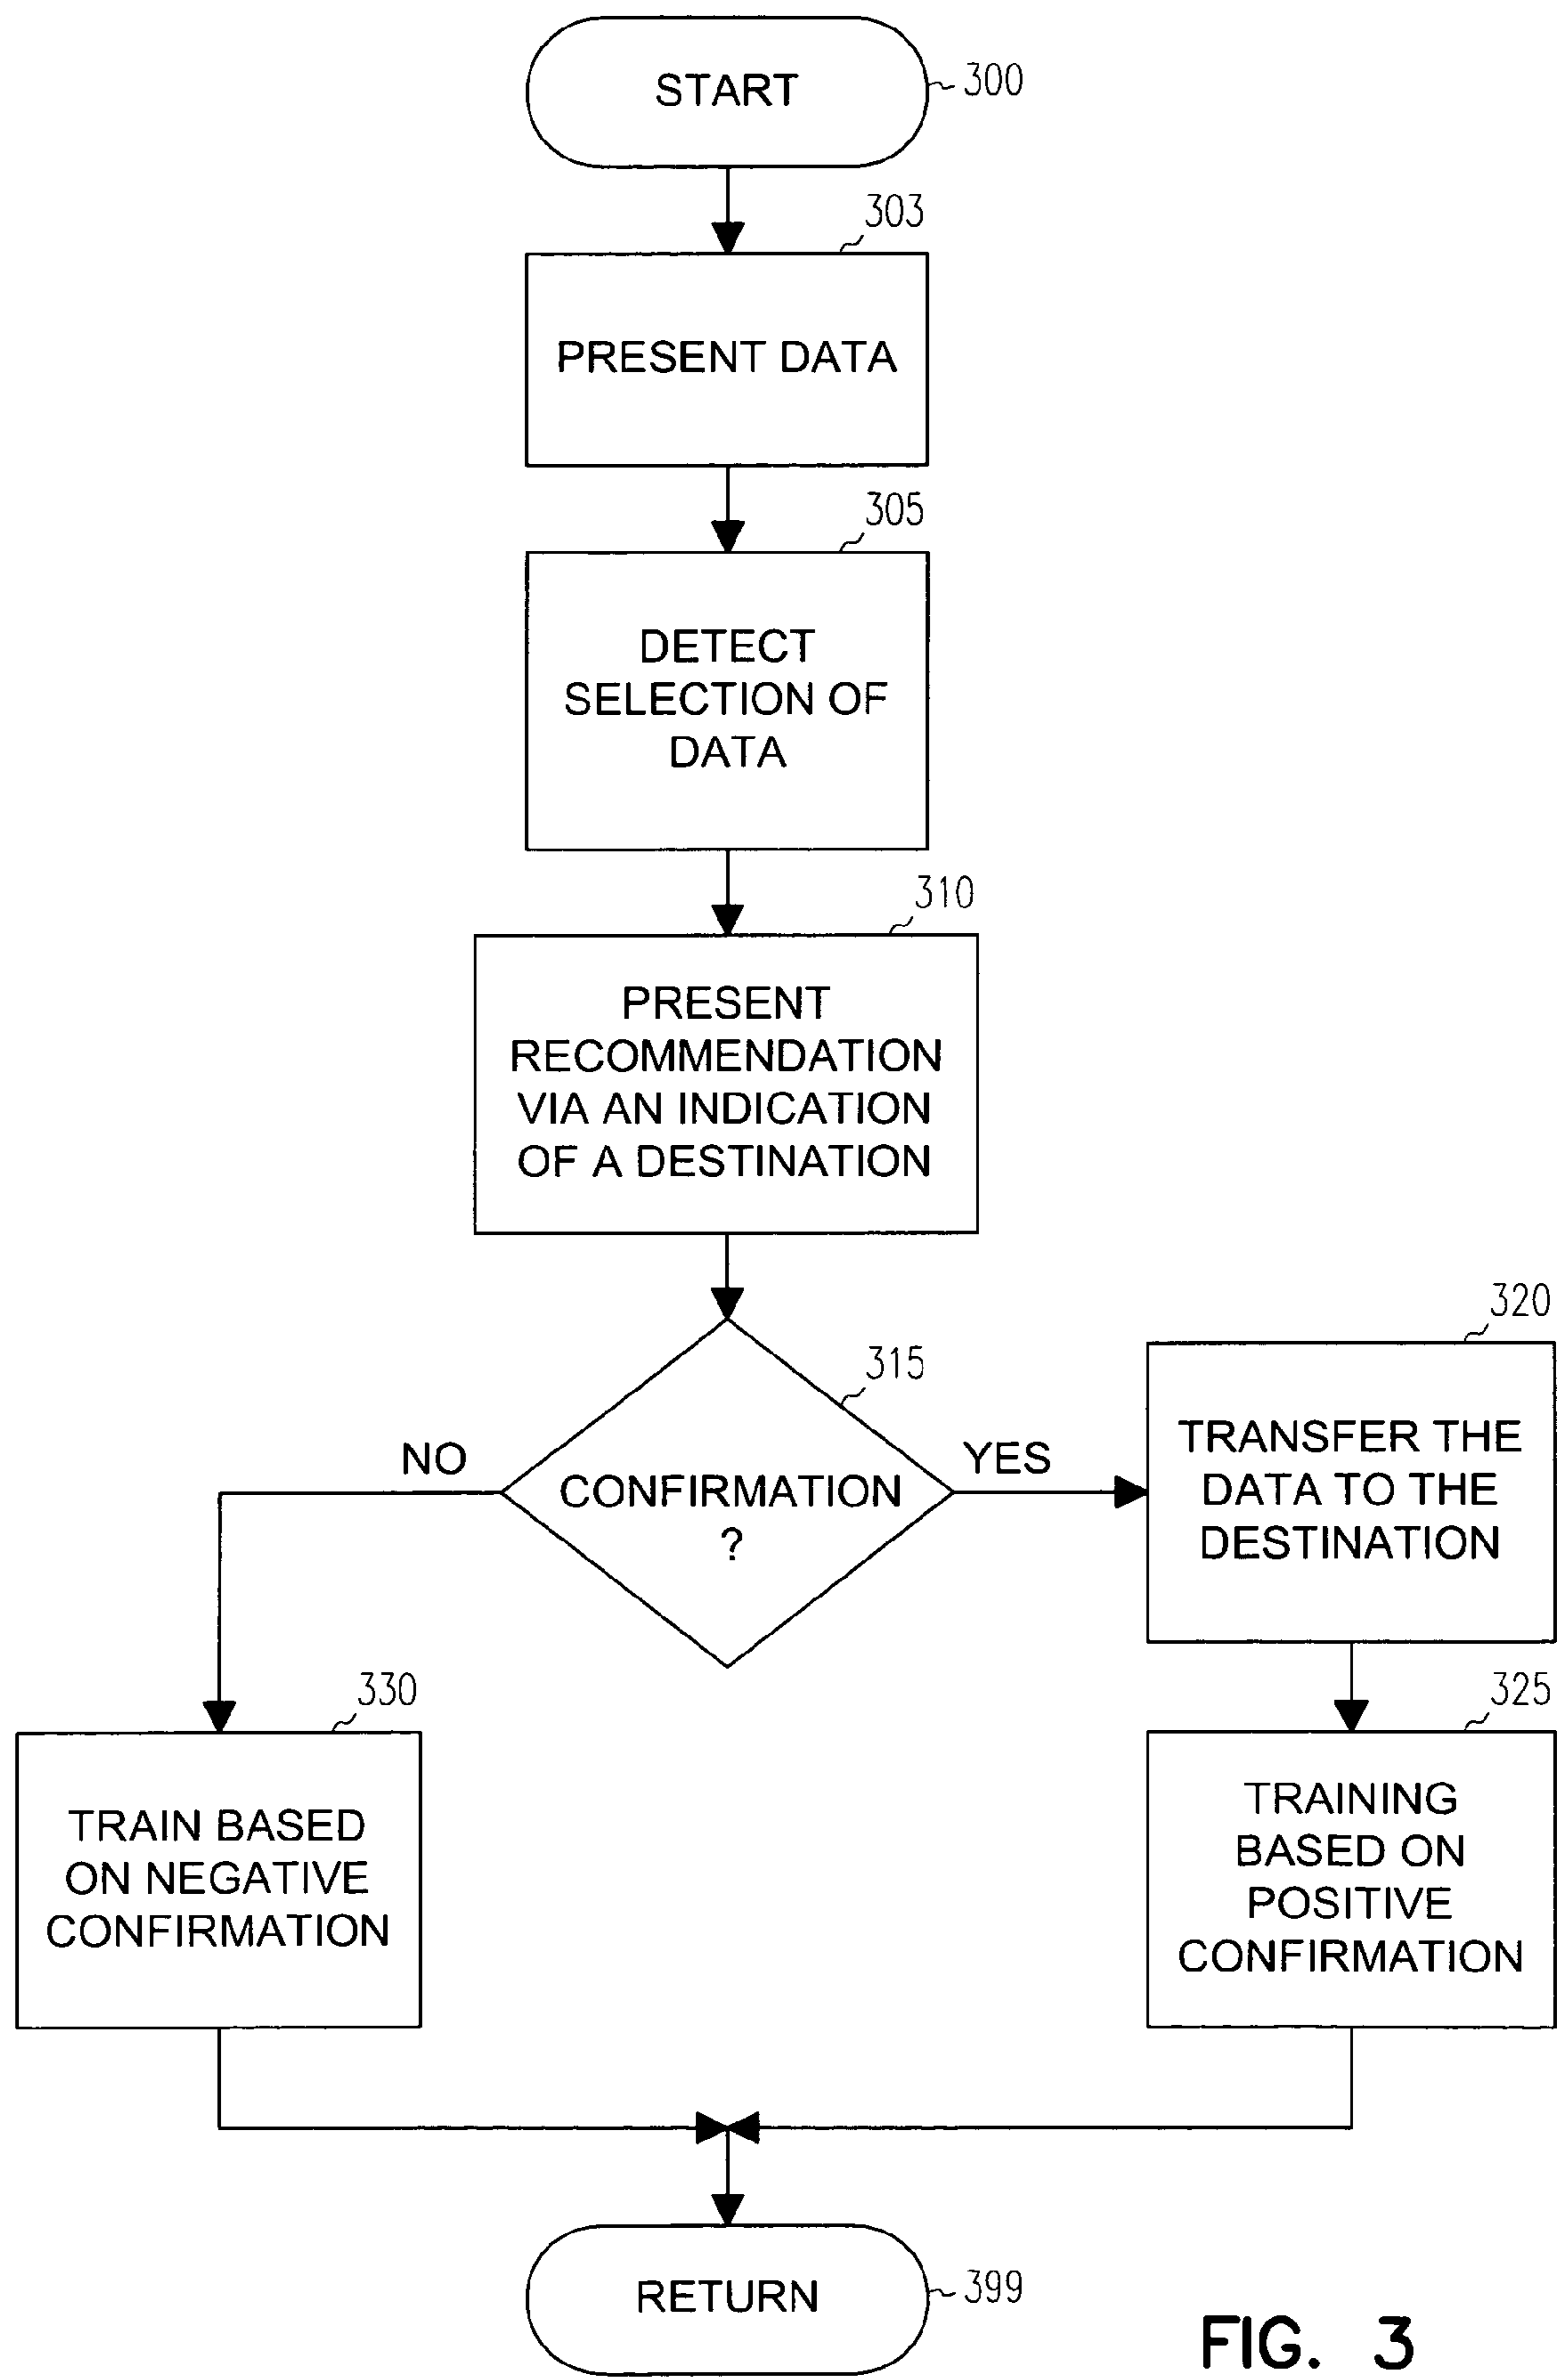 START
300
303
PRESENT DATA
305
DETECT
SELECTION OF
DATA
310
PRESENT
RECOMMENDATION
VIA AN INDICATION
OF A DESTINATION
315
CONFIRMATION
?
NO
YES
320
TRANSFER THE
DATA TO THE
DESTINATION
330
TRAIN BASED
ON NEGATIVE
CONFIRMATION
325
TRAINING
BASED ON
POSITIVE
CONFIRMATION
RETURN
399
FIG. 3